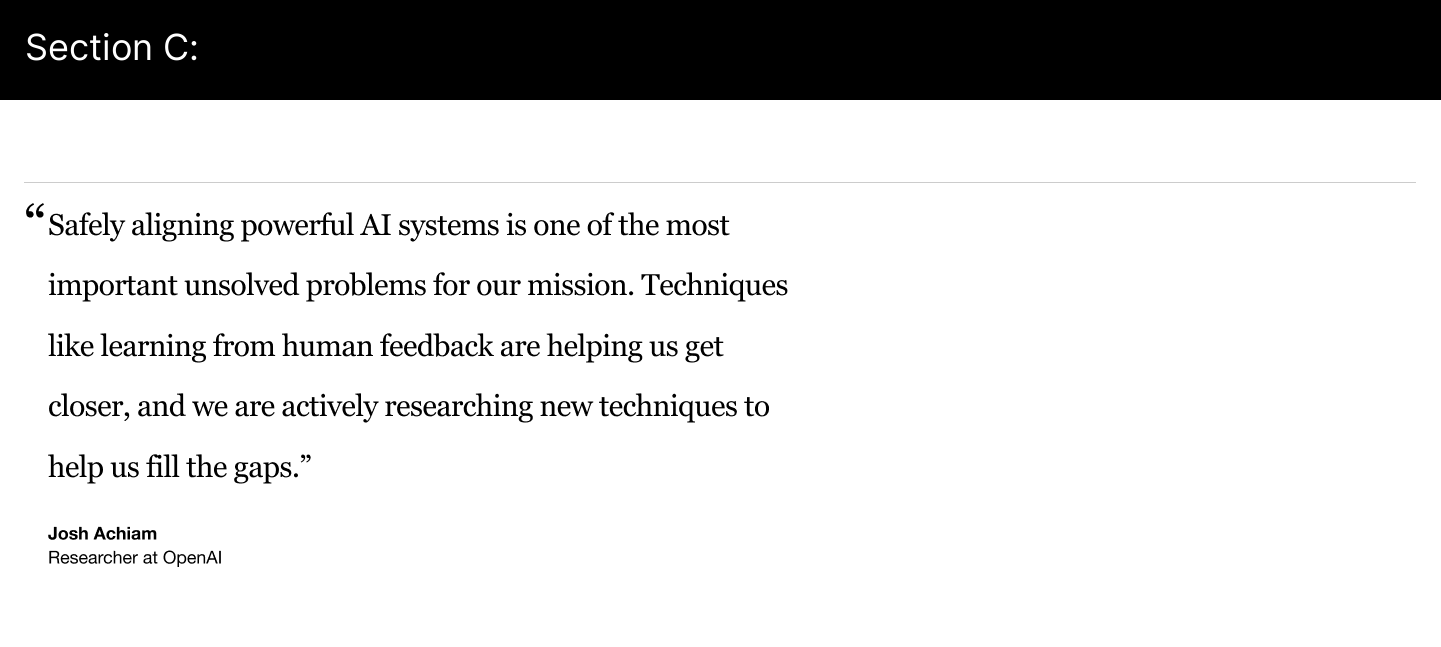 Section C:
“Safely aligning powerful AI systems is one of the most
important unsolved problems for our mission. Techniques
like learning from human feedback are helping us get
closer, and we are actively researching new techniques to
help us fill the gaps.”
Josh Achiam
Researcher at OpenAI